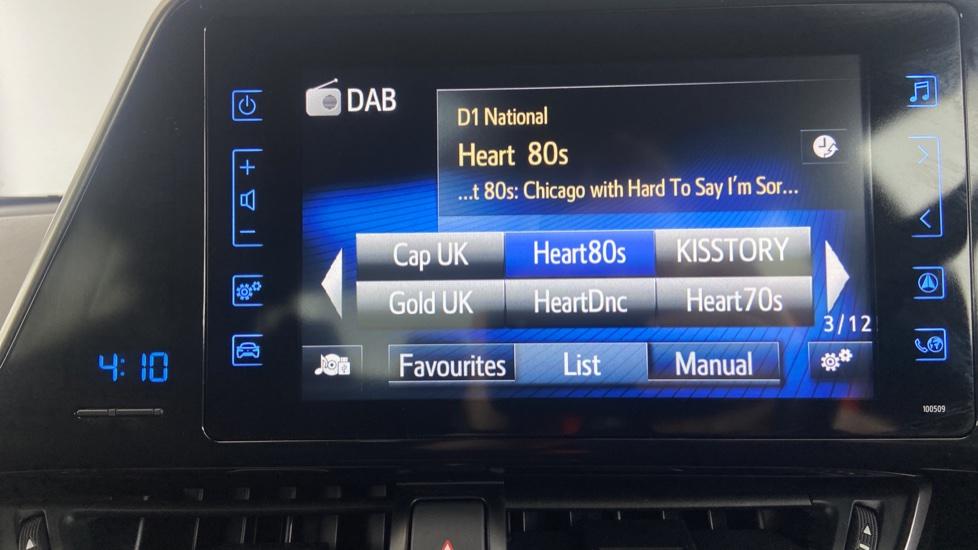 DAB
D1 National
Heart 80s
...t 80s: Chicago with Hard To Say I'm Sor...
Cap UK Heart80s KISSTORY
Gold UK HeartDnc Heart70s
3/12
Favourites List Manual
4:10
100509